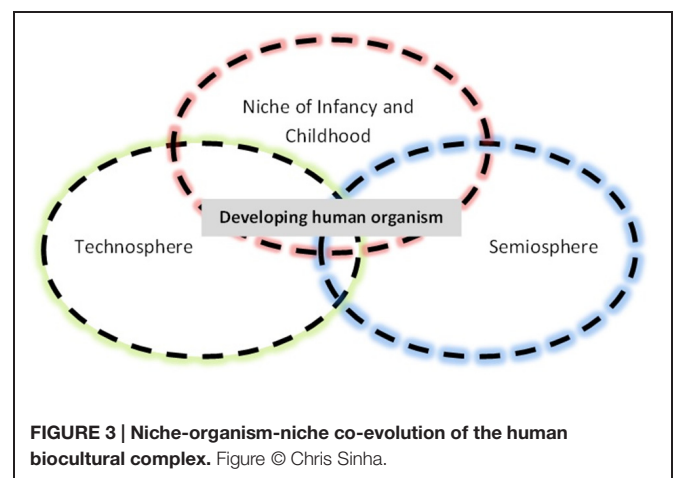 Niche of Infancy and
Childhood
Developing human organism
Technosphere
Semiosphere
FIGURE 3 | Niche-organism-niche co-evolution of the human
biocultural complex. Figure © Chris Sinha.